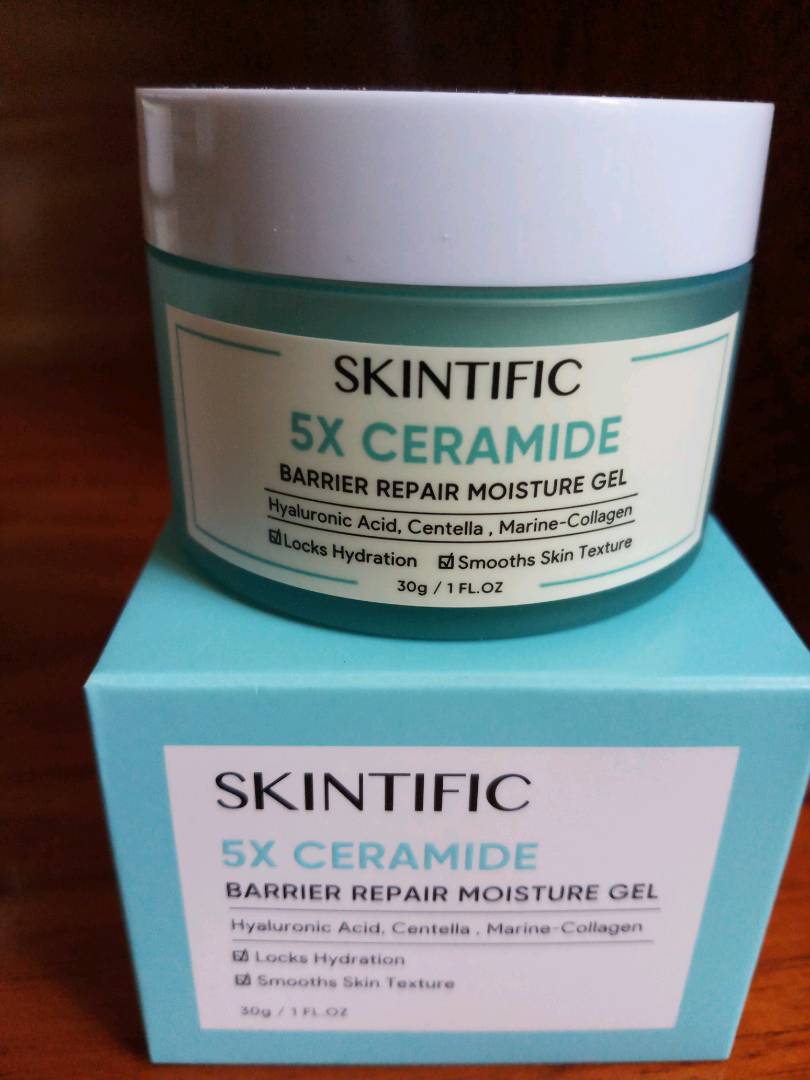 SKINTIFIC
5X CERAMIDE
BARRIER REPAIR MOISTURE GEL
Hyaluronic Acid, Centella , Marine-Collagen
☑Locks Hydration ☑Smooths Skin Texture
30g / 1 FL.OZ
SKINTIFIC
5X CERAMIDE
BARRIER REPAIR MOISTURE GEL
Hyaluronic Acid, Centella , Marine-Collagen
☑ Locks Hydration
☑ Smooths Skin Texture
30g / 1 FL.OZ